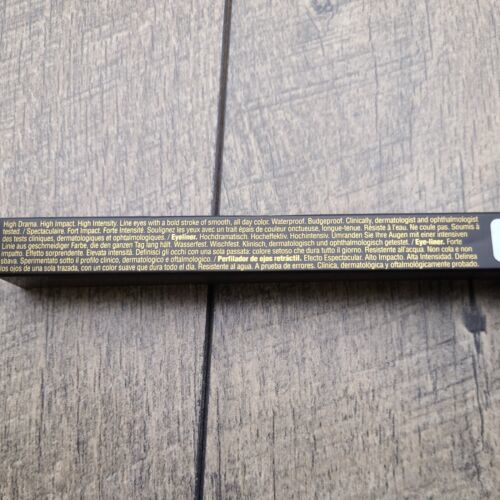 High Drama. High Impact. High Intensity. Line eyes with a bold stroke of smooth, all day color. Waterproof. Budgeproof. Clinically, dermatologist and ophthalmologist
tested. / Spectaculaire. Fort Impact. Forte Intensité. Soulignez les yeux avec un trait épais de couleur onctueuse, longue-tenue. Résiste à l'eau. Ne coule pas. Soumis à
des tests cliniques, dermatologiques et ophtalmologiques. / Eyeliner. Hochdramatisch. Hocheffektiv. Hochintensiv. Umranden Sie Ihre Augen mit einer intensiven
Linie aus geschmeidiger Farbe, die den ganzen Tag lang hält. Wasserfest. Wischfest. Klinisch, dermatologisch und ophthalmologisch getestet. / Eye-liner. Forte
impatto. Effetto sorprendente. Elevata intensità. Definisci gli occhi con una sola passata, colore setoso che dura tutto il giorno. Resistente all'acqua. Non cola e non
sbava. Sperimentato sotto il profilo clinico, dermatologico e oftalmologico. / Perfilador de ojos retráctil. Efecto Espectacular. Alto Impacto. Alta Intensidad. Delinea
los ojos de una sola trazada, con un color suave que dura todo el día. Resistente al agua. A prueba de errores. Clínica, dermatológica y oftalmológicamente probado.